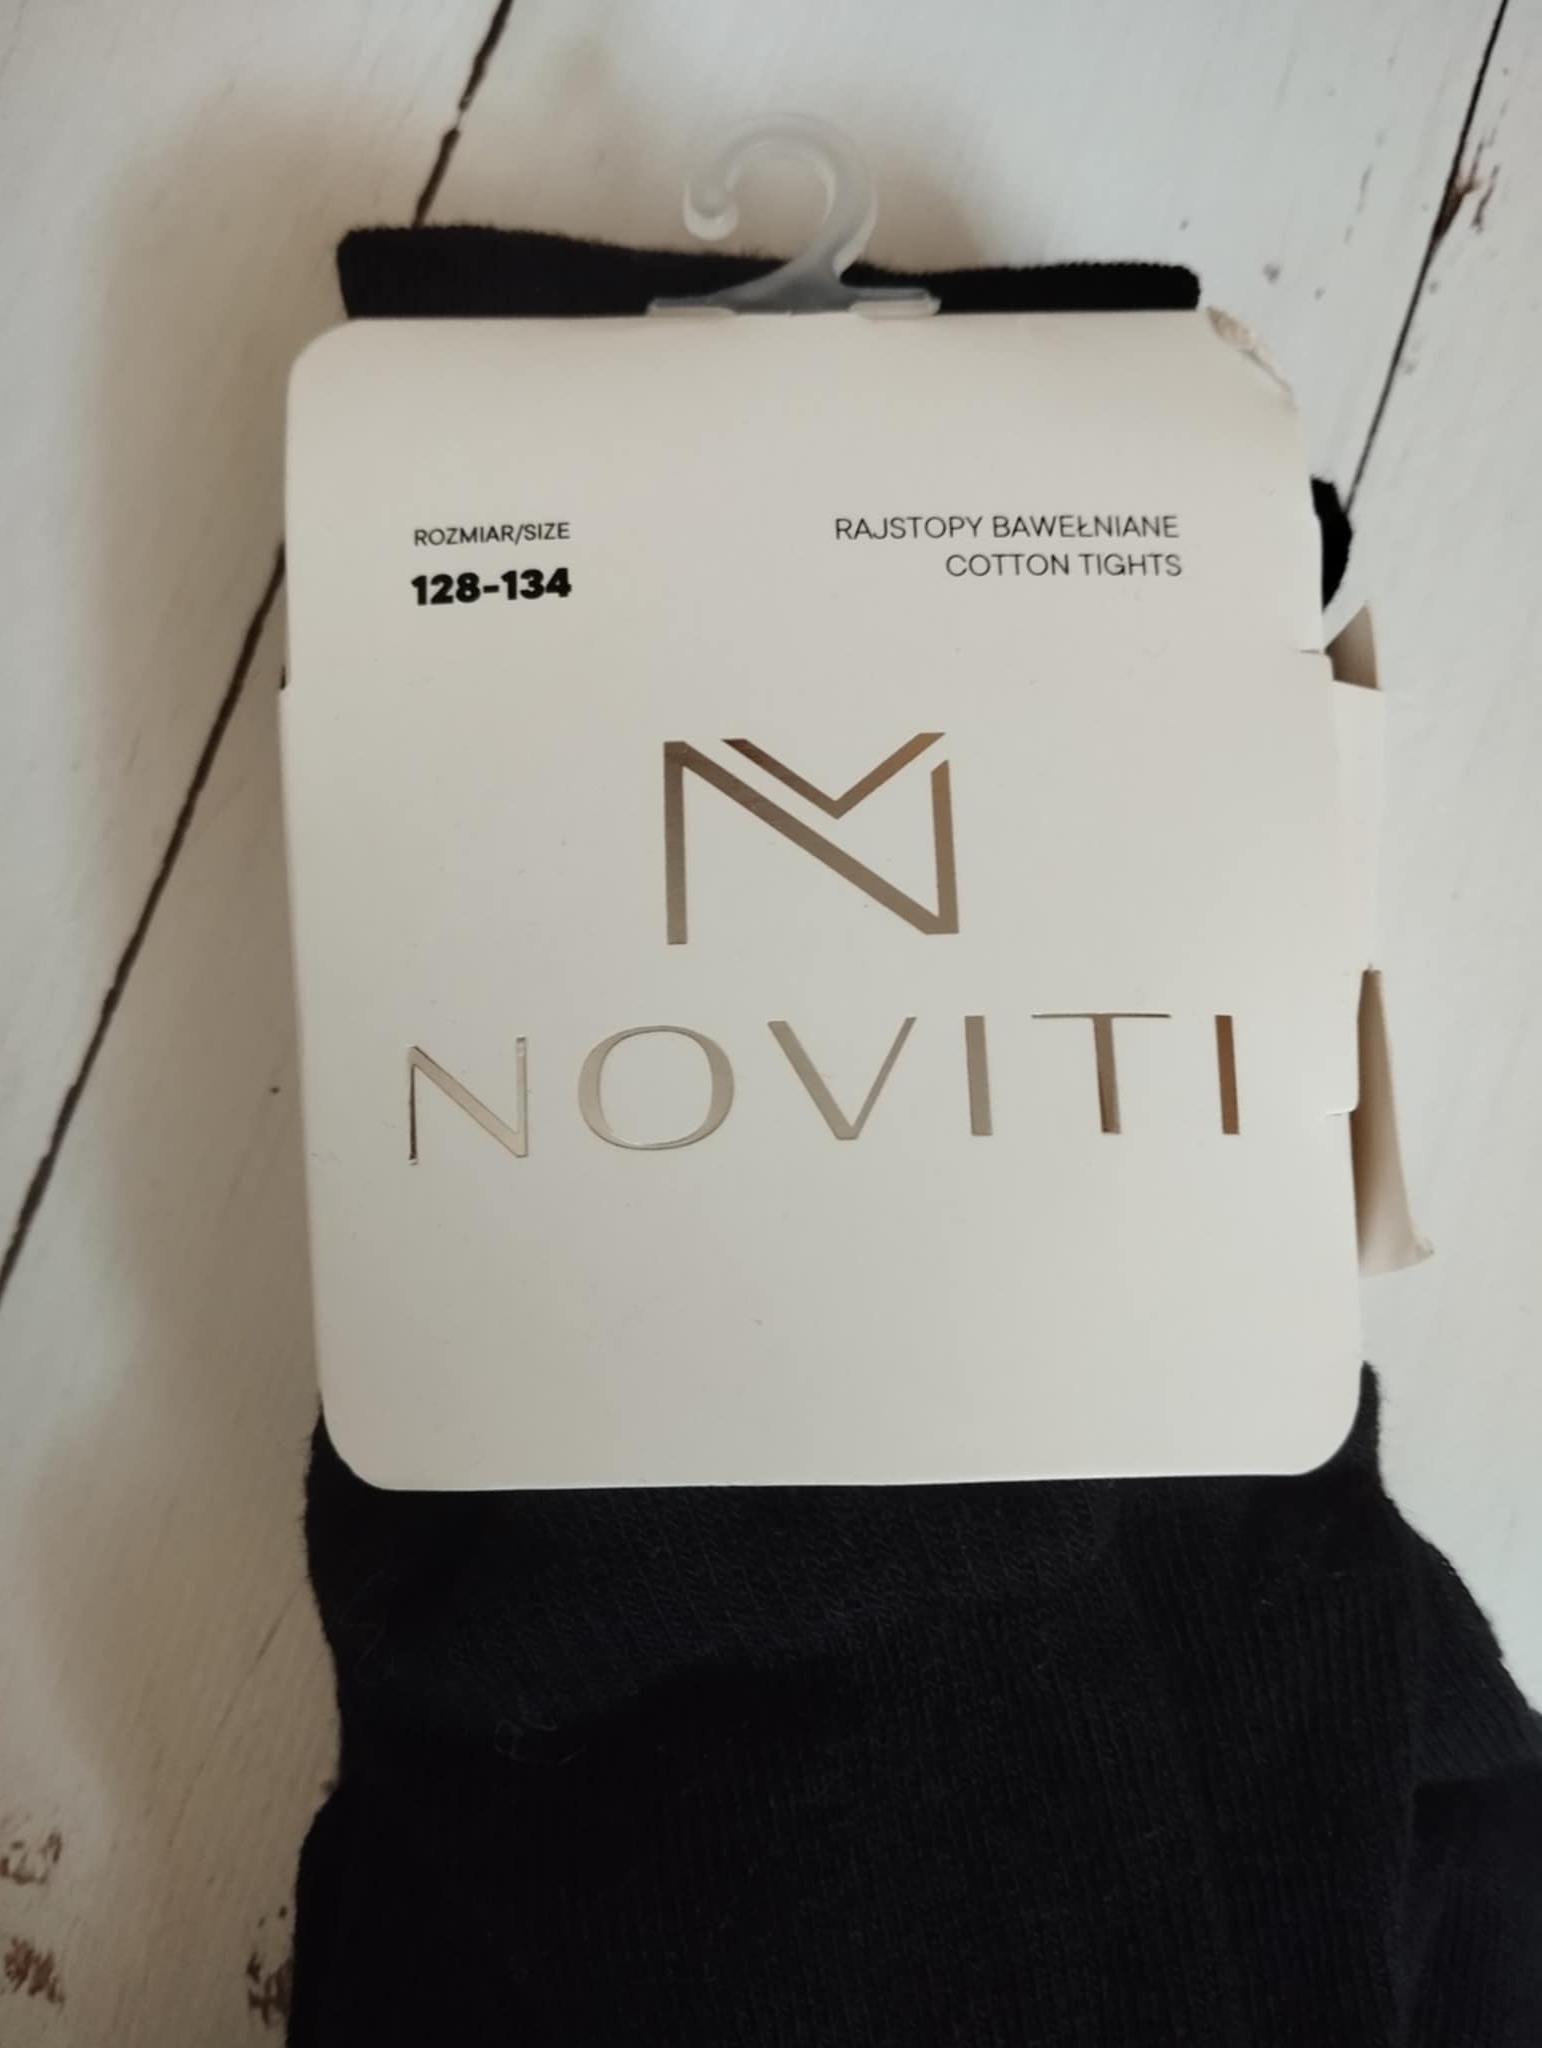 ROZMIAR/SIZE
128-134
RAJSTOPY BAWEŁNIANE
COTTON TIGHTS
NOVITI